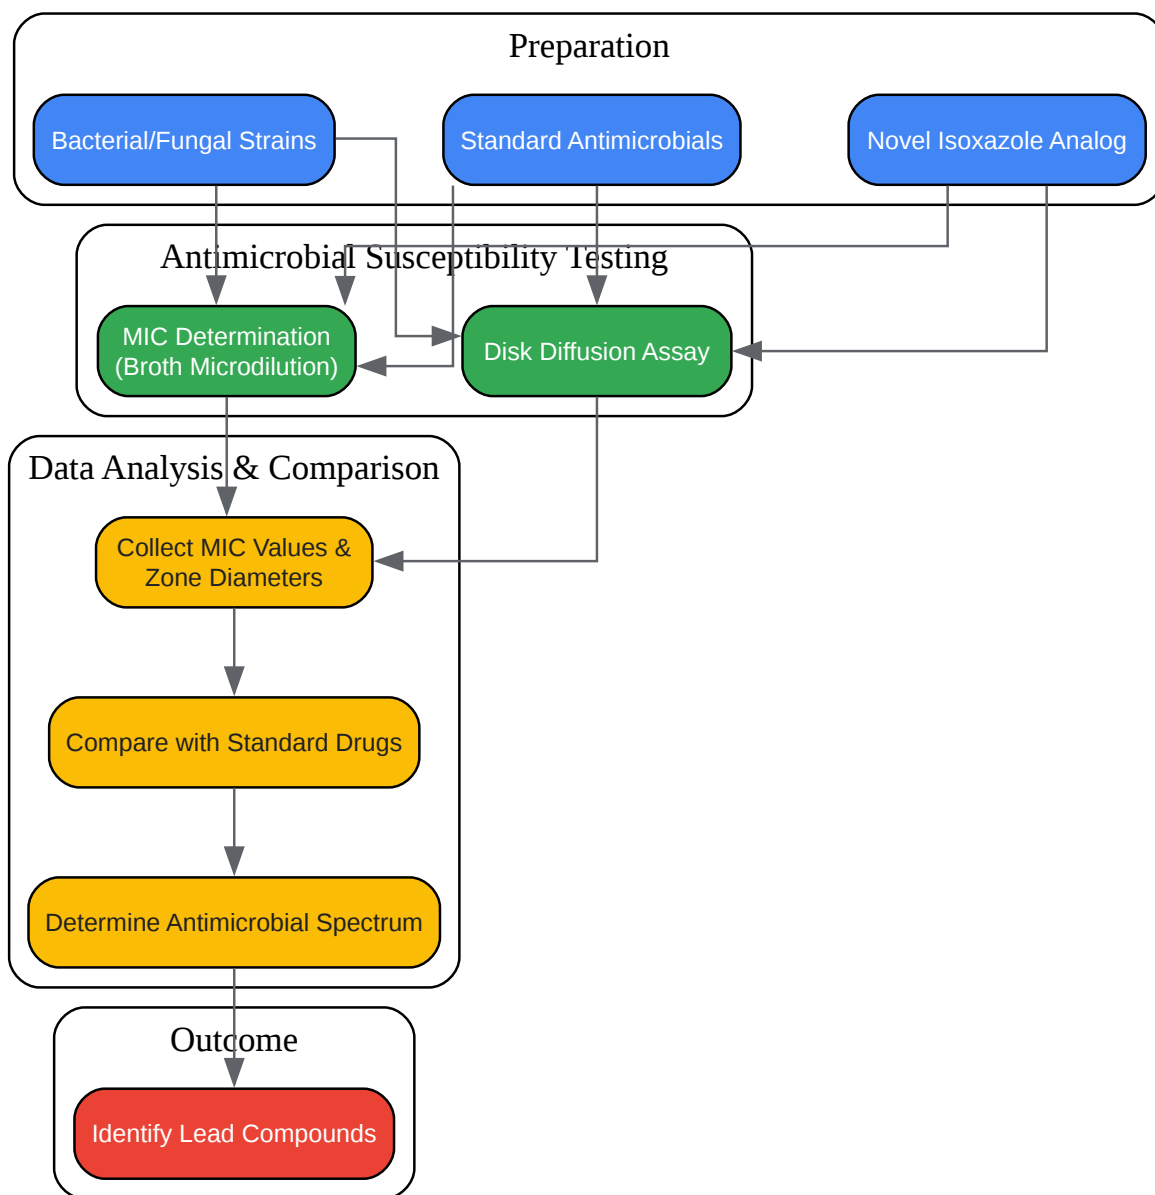 Preparation
Bacterial/Fungal Strains
Standard Antimicrobials
Novel Isoxazole Analog
Antimicrobial Susceptibility Testing
MIC Determination
(Broth Microdilution)
Disk Diffusion Assay
Data Analysis & Comparison
Collect MIC Values &
Zone Diameters
Compare with Standard Drugs
Determine Antimicrobial Spectrum
Outcome
Identify Lead Compounds